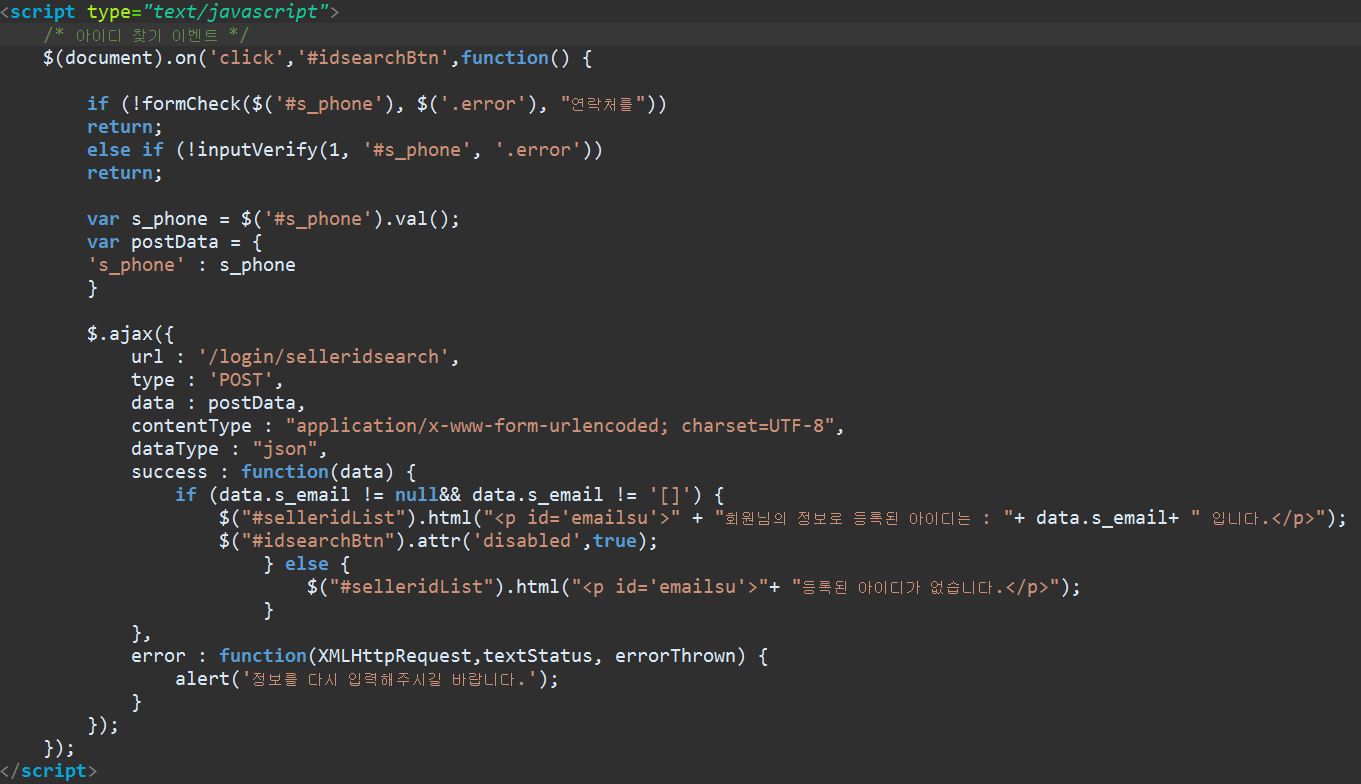 <script type="text/javascript">
/* 아이디 찾기 이벤트 */
$(document).on('click','#idsearchBtn',function() {
if (!formCheck($('#s_phone'), $('.error'), "연락처를"))
return;
else if (!inputVerify(1, '#s_phone', '.error'))
return;
var s_phone = $('#s_phone').val();
var postData = {
's_phone' : s_phone
}
$.ajax({
url : '/login/selleridsearch',
type : 'POST',
data : postData,
contentType : "application/x-www-form-urlencoded; charset=UTF-8",
dataType : "json",
success : function(data) {
if (data.s_email != null&& data.s_email != '[]') {
$("#selleridList").html("<p id='emailsu'>" + "회원님의 정보로 등록된 아이디는 : "+ data.s_email+ " 입니다.</p>");
$("#idsearchBtn").attr('disabled',true);
} else {
$("#selleridList").html("<p id='emailsu'>"+ "등록된 아이디가 없습니다.</p>");
}
},
error : function(XMLHttpRequest,textStatus, errorThrown) {
alert('정보를 다시 입력해주시길 바랍니다.');
}
});
});
</script>